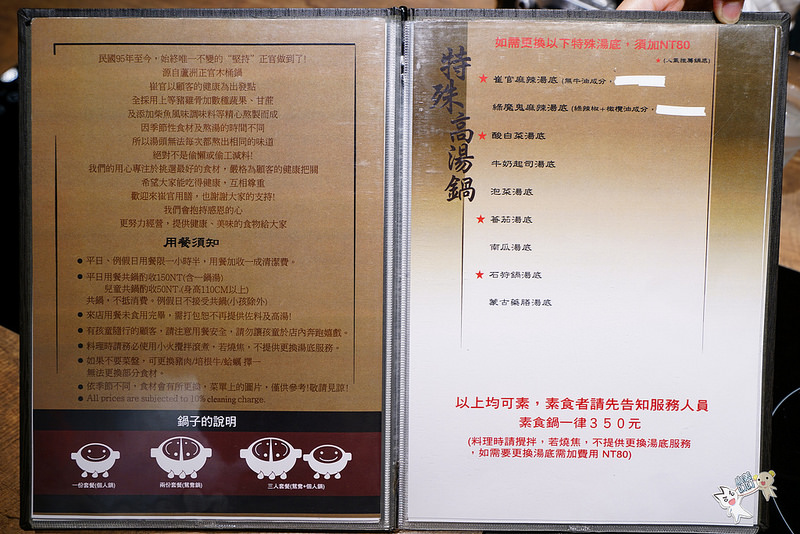 民國95年至今，始終唯一不變的"堅持"正官做到了!
源自蘆洲正官木桶鍋
崔官以顧客的健康為出發點
全採用上等豬雞骨加數種蔬果、甘蔗
及添加柴魚風味調味料等精心熬製而成
因季節性食材及熬湯的時間不同
所以湯頭無法每次都熬出相同的味道
絕對不是偷懶或偷工減料!
我們的用心專注於挑選最好的食材，嚴格為顧客的健康把關
希望大家能吃得健康，互相尊重
歡迎來崔官用膳，也謝謝大家的支持!
我們會抱持感恩的心
更努力經營，提供健康、美味的食物給大家
用餐須知
● 平日、例假日用餐限一小時半，用餐加收一成清潔費。
● 平日用餐共鍋酌收150NT(含一鍋湯)
兒童共鍋酌收50NT.(身高110CM以上)
共鍋，不抵消費。例假日不接受共鍋(小孩除外)
● 來店用餐未食用完畢，需打包恕不再提供佐料及高湯!
● 有孩童隨行的顧客，請注意用餐安全，請勿讓孩童於店內奔跑嬉戲。
● 料理時請務必使用小火攪拌滾煮。若燒焦，不提供更換湯底服務。
● 如果不要菜盤，可更換豬肉/培根牛/蛤蠣 擇一
無法更換部分食材。
● 依季節不同，食材會有所更換，菜單上的圖片，僅供參考!敬請見諒!
● All prices are subjected to 10% cleaning charge.
鍋子的說明
一份套餐(個人鍋)
兩份套餐(鴛鴦鍋)
三人套餐(鴛鴦+個人鍋)
特殊高湯鍋
如需更換以下特殊湯底，須加NT80
★(人氣推薦鍋底)
★ 崔官麻辣湯底 (無牛油成分，
綠魔鬼麻辣湯底 (綠辣椒+橄欖油成分，
★ 酸白菜湯底
牛奶起司湯底
泡菜湯底
★ 蕃茄湯底
南瓜湯底
★ 石狩鍋湯底
蒙古藥膳湯底
以上均可素，素食者請先告知服務人員
素食鍋一律350元
(料理時請攪拌，若燒焦，不提供更換湯底服務
，如需要更換湯底需加費用 NT80)